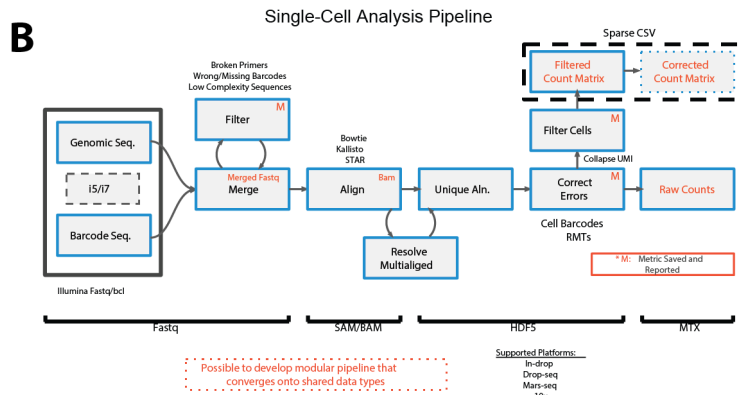 Single-Cell Analysis Pipeline
B
Sparse CSV
Broken Primers
Wrong/Missing Barcodes
Low Complexity Sequences
Filtered
Count Matrix
Corrected
Count Matrix
M
Filter
M
Filter Cells
Genomic Seq.
i5/i7
Barcode Seq.
Illumina Fastq/bcl
Merged Fastq
Merge
Bowtie
Kallisto
STAR
Bam
Align
Resolve
Multialiged
Unique Aln.
Collapse UMI
M
Correct
Errors
Cell Barcodes
RMTs
Raw Counts
* M: Metric Saved and
Reported
Fastq
SAM/BAM
HDF5
MTX
Possible to develop modular pipeline that
converges onto shared data types
Supported Platforms:
In-drop
Drop-seq
Mars-seq